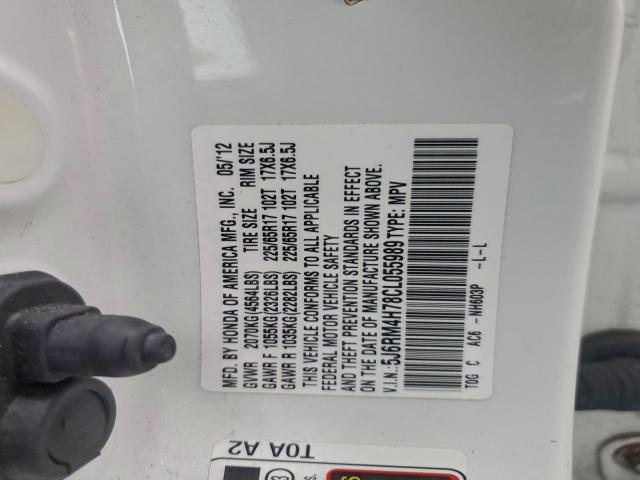 MFD. BY HONDA OF AMERICA MFG., INC. 05/'12
GVWR 2070KG(4564LBS) TIRE SIZE RIM SIZE
GAWR F 1055KG(2326LBS) 225/65R17 102T 17X6.5J
GAWR R 1035KG(2282LBS) 225/65R17 102T 17X6.5J
THIS VEHICLE CONFORMS TO ALL APPLICABLE
FEDERAL MOTOR VEHICLE SAFETY
AND THEFT PREVENTION STANDARDS IN EFFECT
ON THE DATE OF MANUFACTURE SHOWN ABOVE.
V.I.N.:5J6RM4H78CL055989 TYPE: MPV
T0G C AC6 -NH603P -L-L
T0A A2